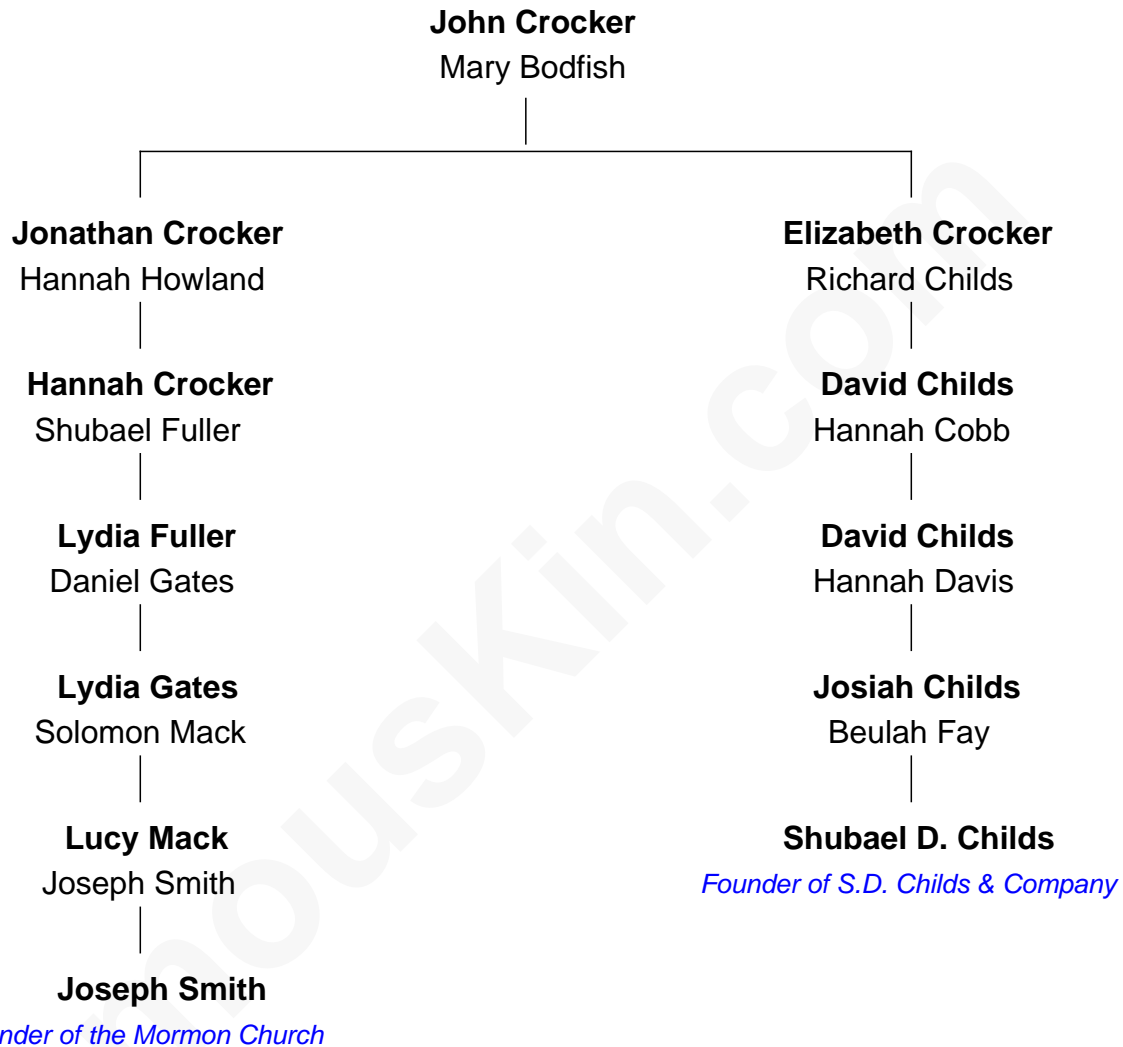 John Crocker
Mary Bodfish
Jonathan Crocker
Hannah Howland
Elizabeth Crocker
Richard Childs
Hannah Crocker
Shubael Fuller
David Childs
Hannah Cobb
Lydia Fuller
Daniel Gates
David Childs
Hannah Davis
Lydia Gates
Solomon Mack
Josiah Childs
Beulah Fay
Lucy Mack
Joseph Smith
Shubael D. Childs
Founder of S.D. Childs & Company
Joseph Smith
nder of the Mormon Church
mouskin.com